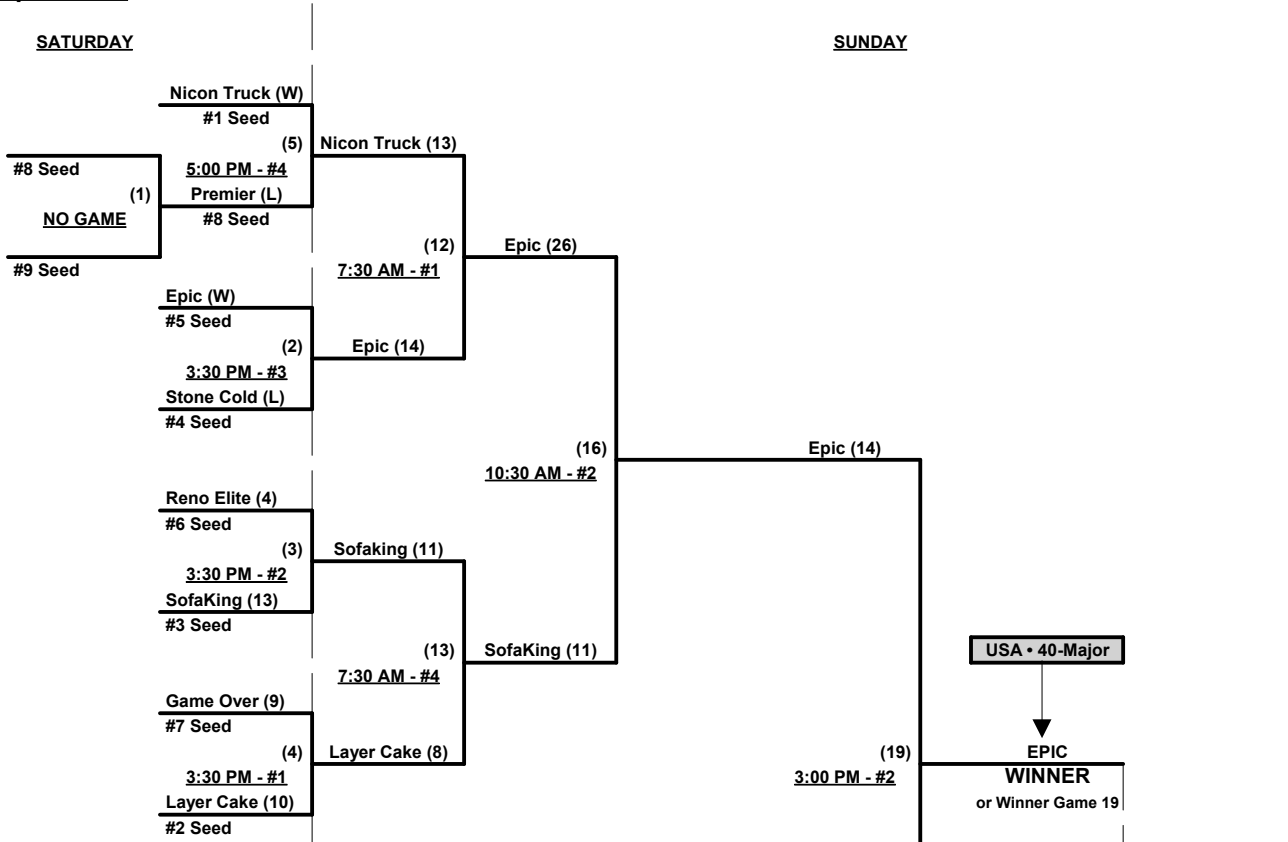 SATURDAY
SUNDAY
Nicon Truck (W)
#1 Seed
(5)
Nicon Truck (13)
#8 Seed
5:00 PM - #4
(1)
Premier (L)
NO GAME
#8 Seed
(12)
Epic (26)
#9 Seed
7:30 AM - #1
Epic (W)
#5 Seed
(2)
Epic (14)
3:30 PM - #3
Stone Cold (L)
#4 Seed
(16)
Epic (14)
10:30 AM - #2
Reno Elite (4)
#6 Seed
(3)
Sofaking (11)
3:30 PM - #2
SofaKing (13)
#3 Seed
(13)
SofaKing (11)
USA • 40-Major
7:30 AM - #4
Game Over (9)
#7 Seed
(4)
Layer Cake (8)
(19)
EPIC
3:30 PM - #1
3:00 PM - #2
WINNER
Layer Cake (10)
or Winner Game 19
#2 Seed